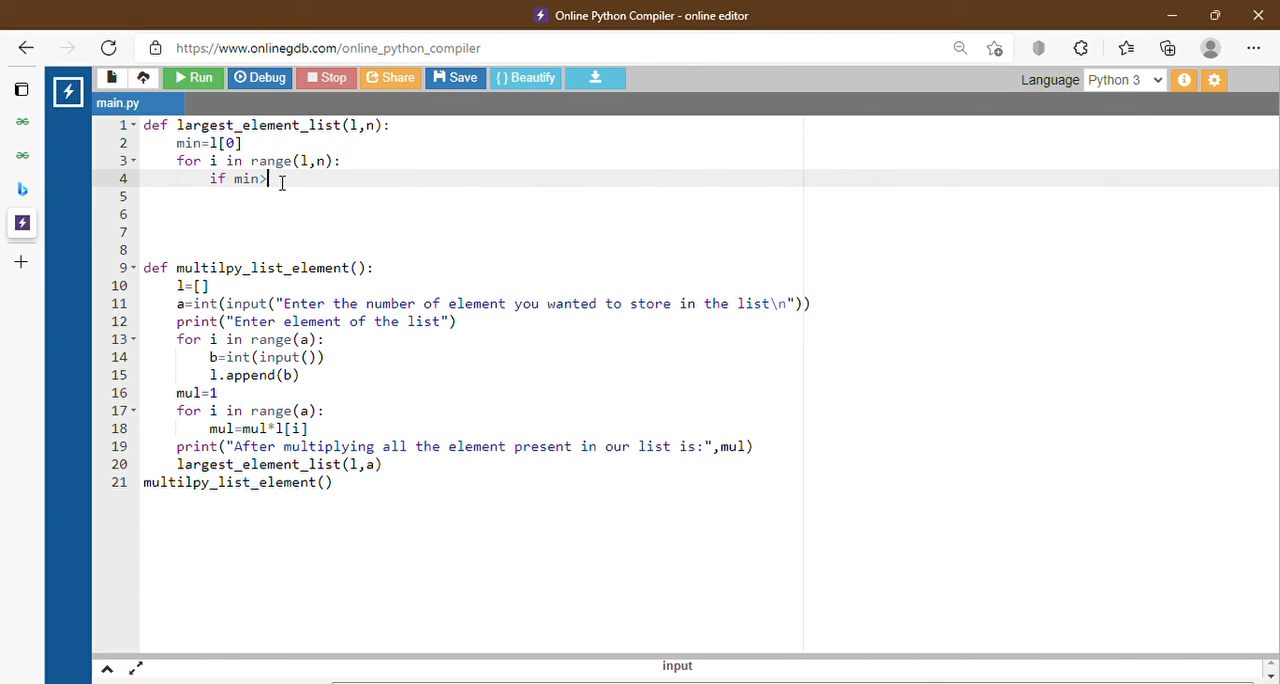 Online Python Compiler - online editor
https://www.onlinegdb.com/online_python_compiler
Run Debug Stop Share Save {} Beautify Language Python 3
main.py
1 def largest_element_list(l,n):
2 min=l[0]
3 for i in range(1,n):
4 if min>
5
6
7
8
9 def multilpy_list_element():
10 l=[]
11 a=int(input("Enter the number of element you wanted to store in the list\n"))
12 print("Enter element of the list")
13 for i in range(a):
14 b=int(input())
15 l.append(b)
16 mul=1
17 for i in range(a):
18 mul=mul*l[i]
19 print("After multiplying all the element present in our list is:",mul)
20 largest_element_list(l,a)
21 multilpy_list_element()
input